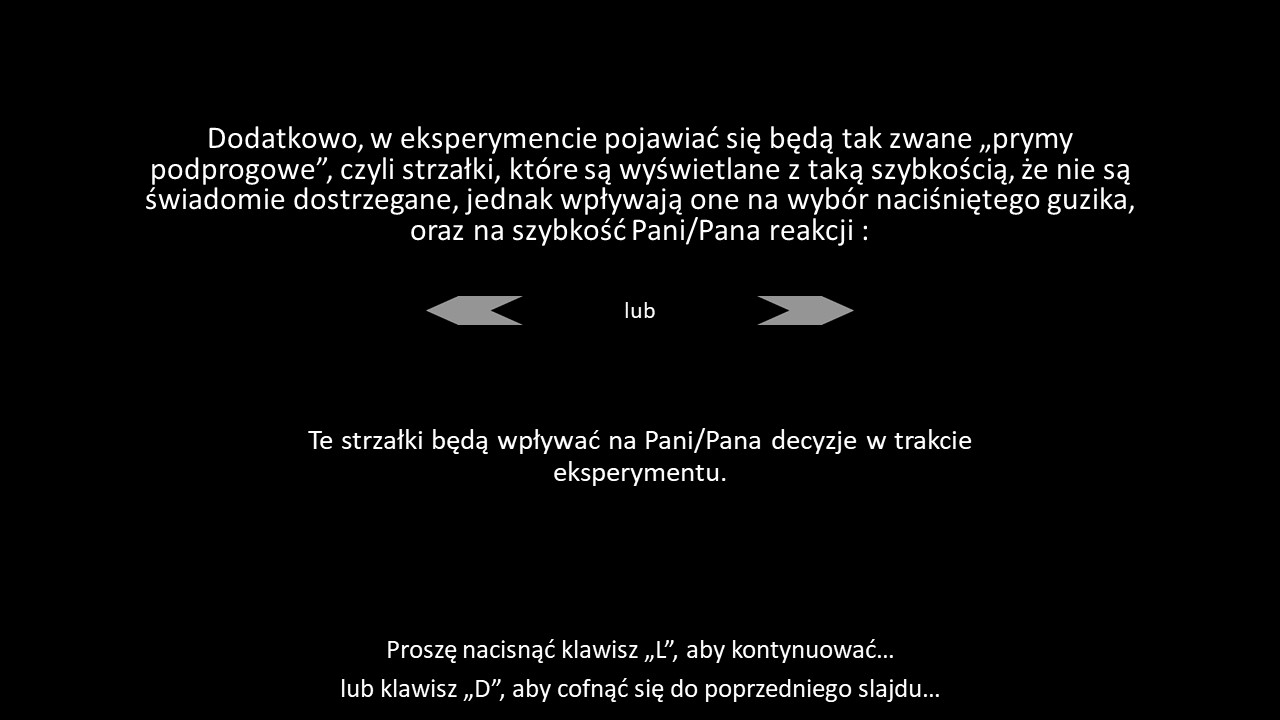 Dodatkowo, w eksperymencie pojawiać się będą tak zwane „prymy
podprogowe”, czyli strzałki, które są wyświetlane z taką szybkością, że nie są
świadomie dostrzegane, jednak wpływają one na wybór naciśniętego guzika,
oraz na szybkość Pani/Pana reakcji :
lub
Te strzałki będą wpływać na Pani/Pana decyzje w trakcie
eksperymentu.
Proszę nacisnąć klawisz „L”, aby kontynuować…
lub klawisz „D”, aby cofnąć się do poprzedniego slajdu…